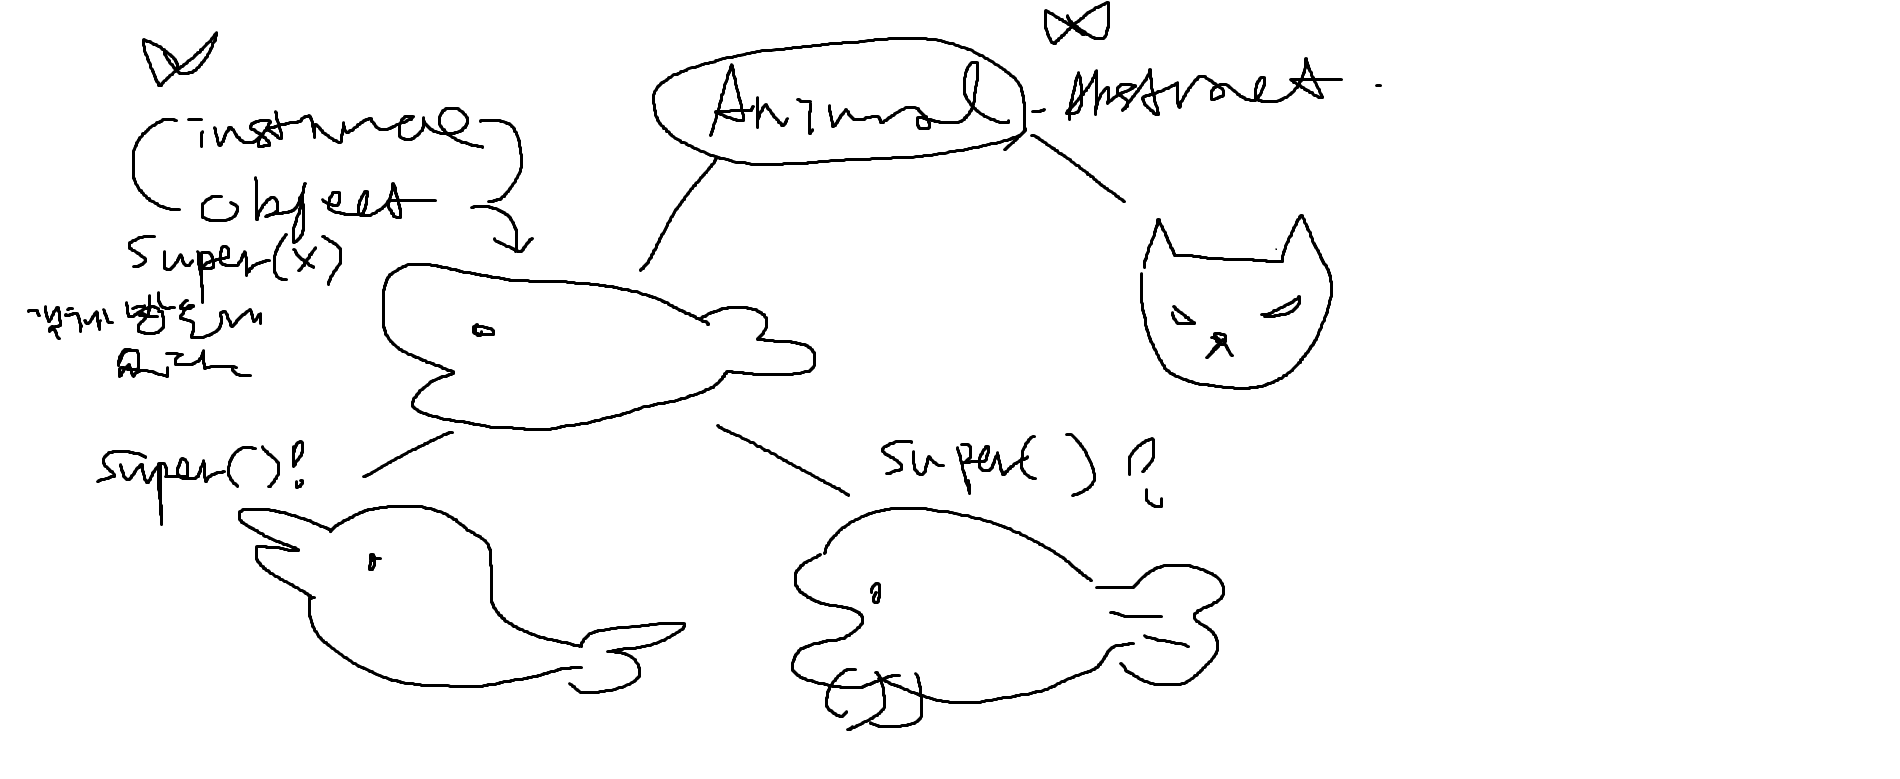 Animal - Abstract.
instance
object
super(x)
super()!
super()?